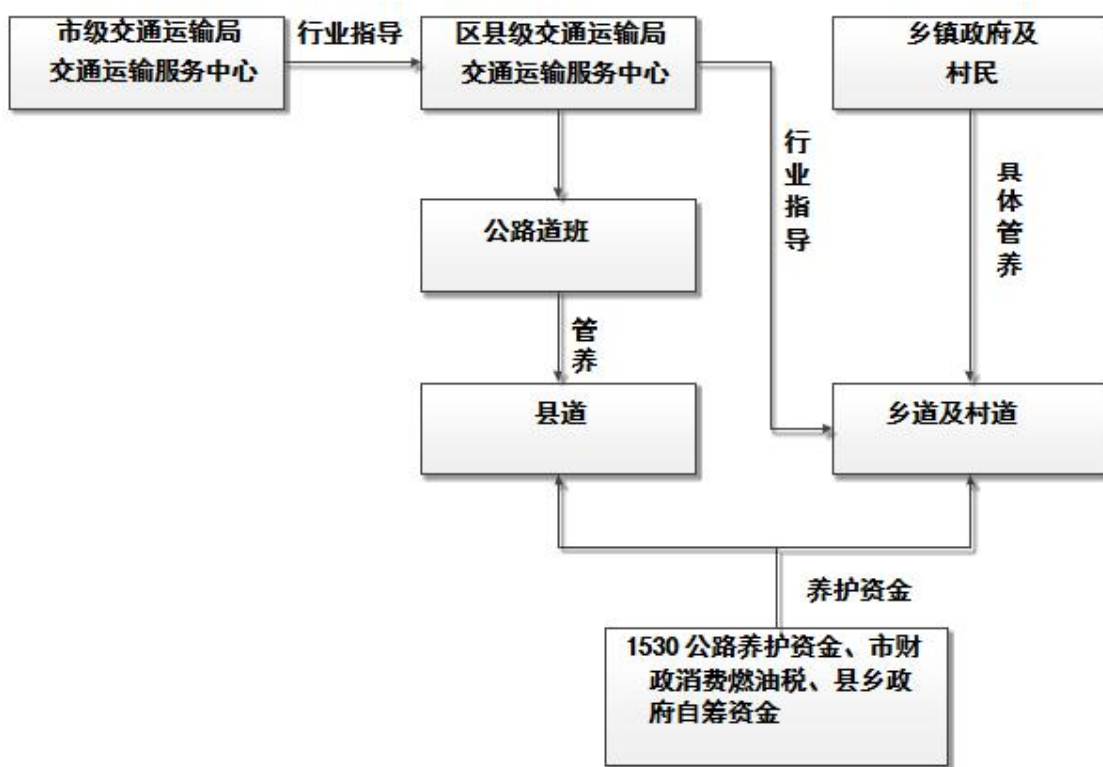 市级交通运输局
交通运输服务中心
行业指导
区县级交通运输局
交通运输服务中心
乡镇政府及
村民
行业指导
具体管养
公路道班
管养
县道
乡道及村道
养护资金
1530 公路养护资金、市财
政消费燃油税、县乡政
府自筹资金